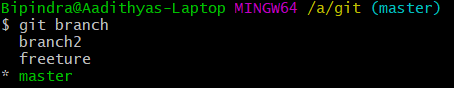 Bipindra@Aadithyas-Laptop MINGW64 /a/git (master)
$ git branch
  branch2
  freeture
* master